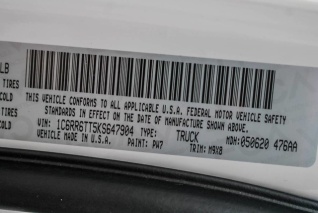 LB
TIRES
COLD
TIRES
COLD
THIS VEHICLE CONFORMS TO ALL APPLICABLE U.S.A. FEDERAL MOTOR VEHICLE SAFETY
STANDARDS IN EFFECT ON THE DATE OF MANUFACTURE SHOWN ABOVE.
VIN: 1C6RR6TT5KS647904 TYPE: TRUCK
VEHICLE MADE IN U.S.A. PAINT: PW7 TRIM: M9X8 MDH: 050620 476AA